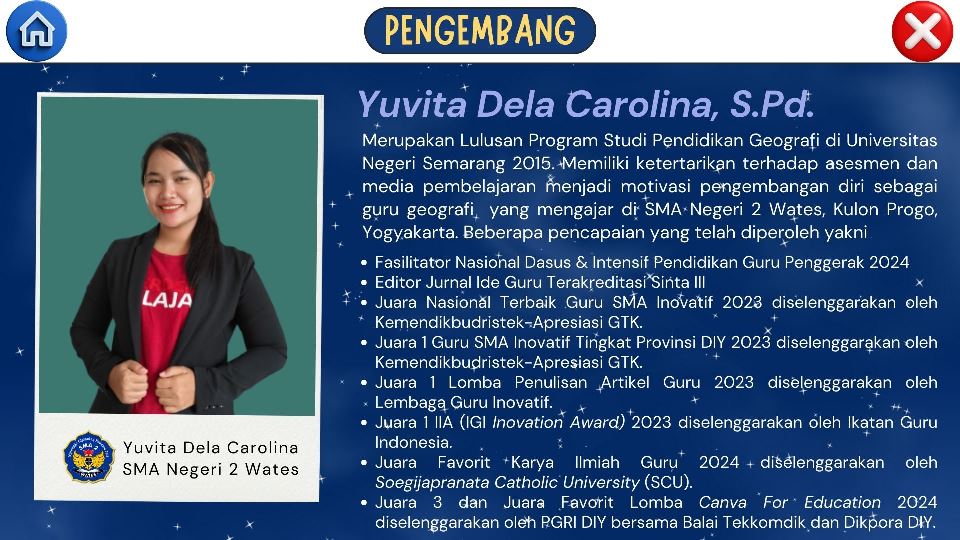 PENGEMBANG
Yuvita Dela Carolina, S.Pd.
Merupakan Lulusan Program Studi Pendidikan Geografi di Universitas
Negeri Semarang 2015. Memiliki ketertarikan terhadap asesmen dan
media pembelajaran menjadi motivasi pengembangan diri sebagai
guru geografi yang mengajar di SMA Negeri 2 Wates, Kulon Progo,
Yogyakarta. Beberapa pencapaian yang telah diperoleh yakni
• Fasilitator Nasional Dasus & Intensif Pendidikan Guru Penggerak 2024
• Editor Jurnal Ide Guru Terakreditasi Sinta III
• Juara Nasional Terbaik Guru SMA Inovatif 2023 diselenggarakan oleh
Kemendikbudristek-Apresiasi GTK.
• Juara 1 Guru SMA Inovatif Tingkat Provinsi DIY 2023 diselenggarakan oleh
Kemendikbudristek-Apresiasi GTK.
• Juara 1 Lomba Penulisan Artikel Guru 2023 diselenggarakan oleh
Lembaga Guru Inovatif.
• Juara 1 IIA (IGI Inovation Award) 2023 diselenggarakan oleh Ikatan Guru
Indonesia.
• Juara Favorit Karya Ilmiah Guru 2024 diselenggarakan oleh
Soegijapranata Catholic University (SCU).
• Juara 3 dan Juara Favorit Lomba Canva For Education 2024
diselenggarakan oleh PGRI DIY bersama Balai Tekkomdik dan Dikpora DIY.
LAJA
SMA 2
WATES
Yuvita Dela Carolina
SMA Negeri 2 Wates